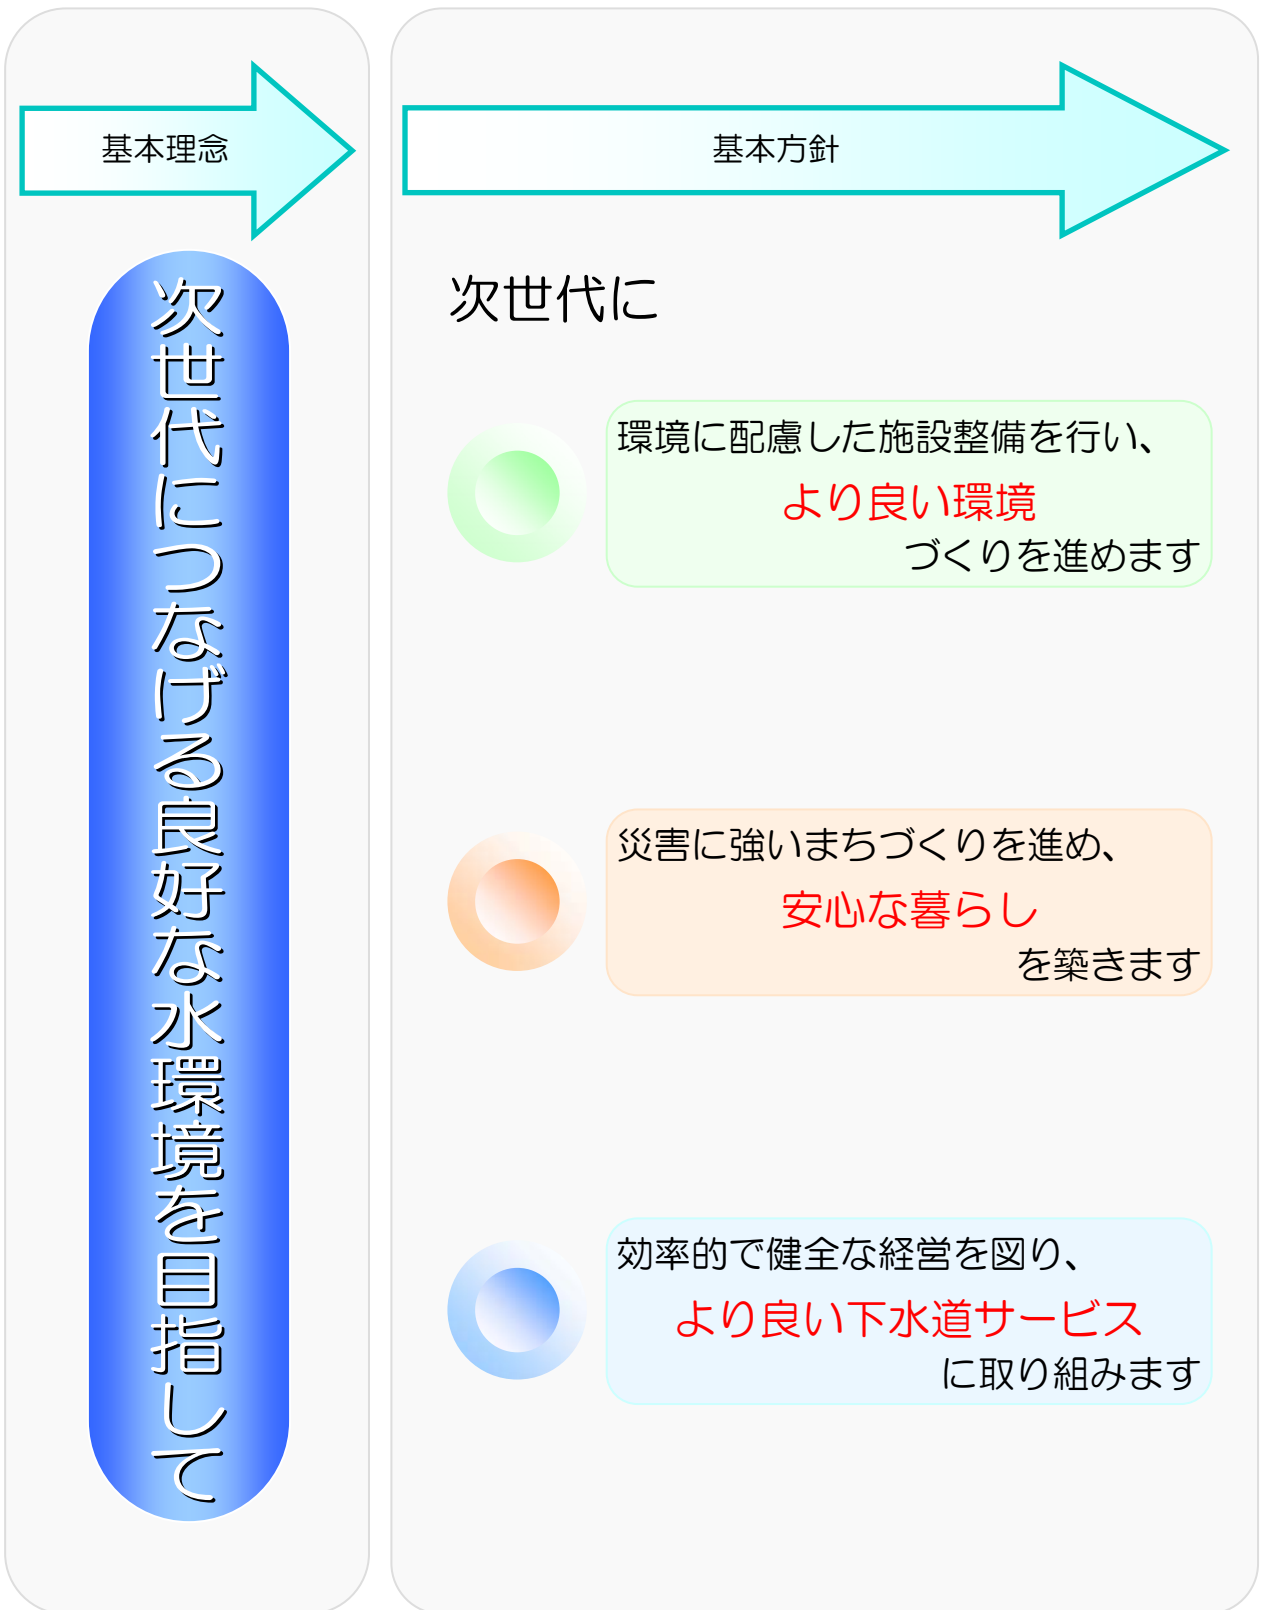 基本理念
次世代につなげる良好な水環境を目指して
基本方針
次世代に
環境に配慮した施設整備を行い、
より良い環境
づくりを進めます
災害に強いまちづくりを進め、
安心な暮らし
を築きます
効率的で健全な経営を図り、
より良い下水道サービス
に取り組みます